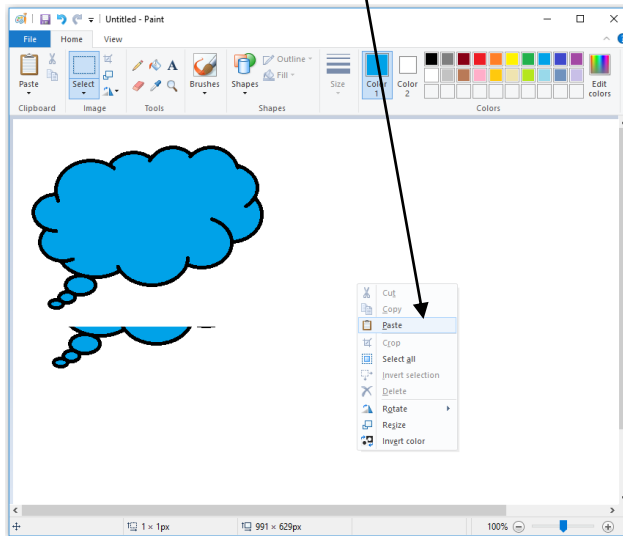 Untitled - Paint
File Home View
Paste
Select
A
Brushes
Shapes
Outline
Fill
Size
Color 1
Color 2
Edit colors
Clipboard Image Tools Shapes Colors
Cut
Copy
Paste
Crop
Select all
Invert selection
Delete
Rotate
Resize
Invert color
1 × 1px 991 × 629px 100%